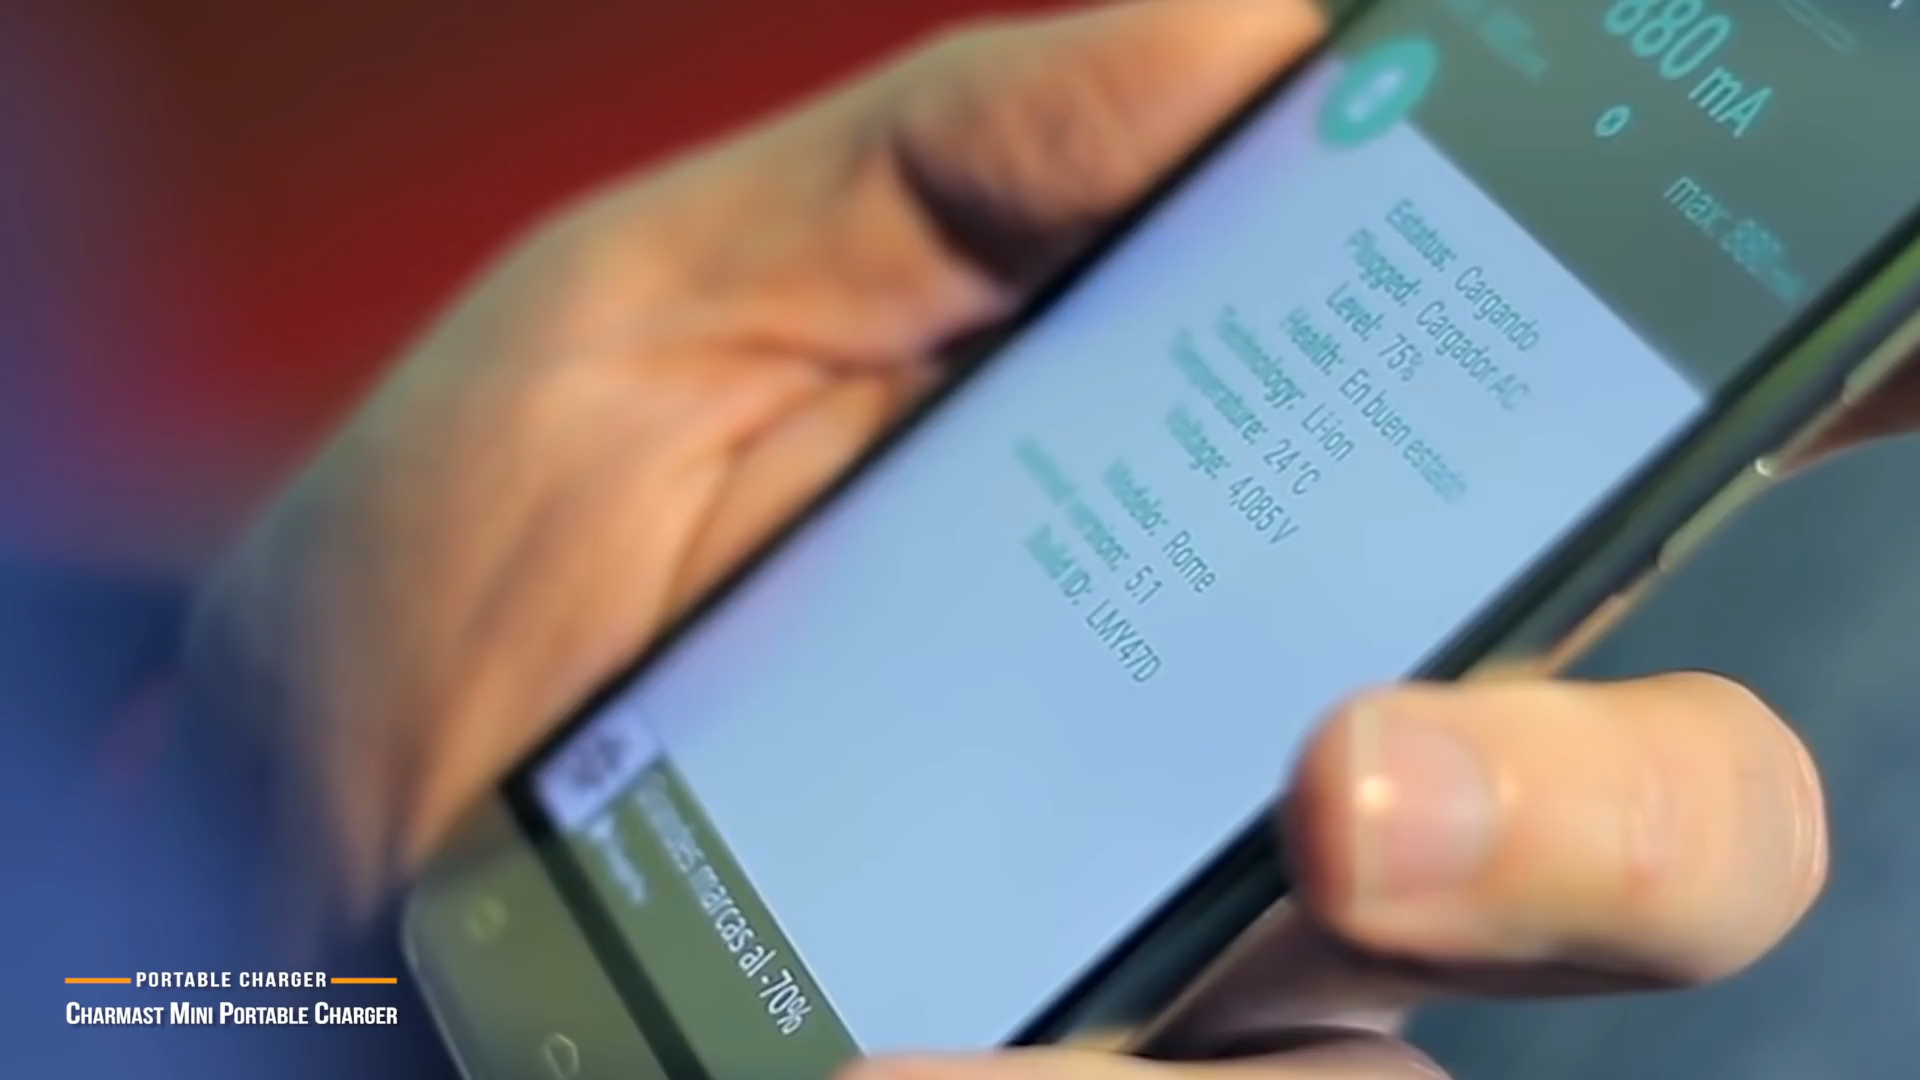 880 mA
max: 880mA
Estatus: Cargando
Plugged: Cargador AC
Level: 75%
Health: En buen estado
Technology: Li-ion
Temperature: 24°C
Voltage: 4,085 V
Modelo: Rome
version: 5.1
Build ID: LMY47D
marcas al -70%
PORTABLE CHARGER
CHARMAST MINI PORTABLE CHARGER